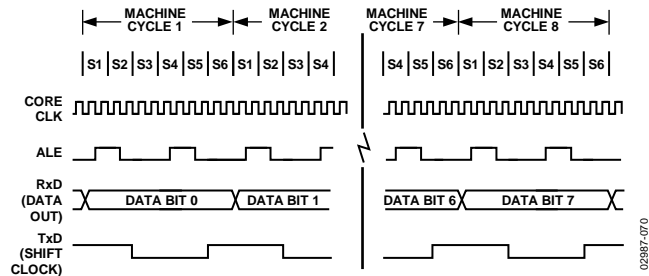 MACHINE CYCLE 1
MACHINE CYCLE 2
MACHINE CYCLE 7
MACHINE CYCLE 8
S1 S2 S3 S4 S5 S6 S1 S2 S3 S4
S4 S5 S6 S1 S2 S3 S4 S5 S6
CORE
CLK
ALE
RxD
(DATA
OUT)
DATA BIT 0
DATA BIT 1
DATA BIT 6
DATA BIT 7
TxD
(SHIFT
CLOCK)
02987-070